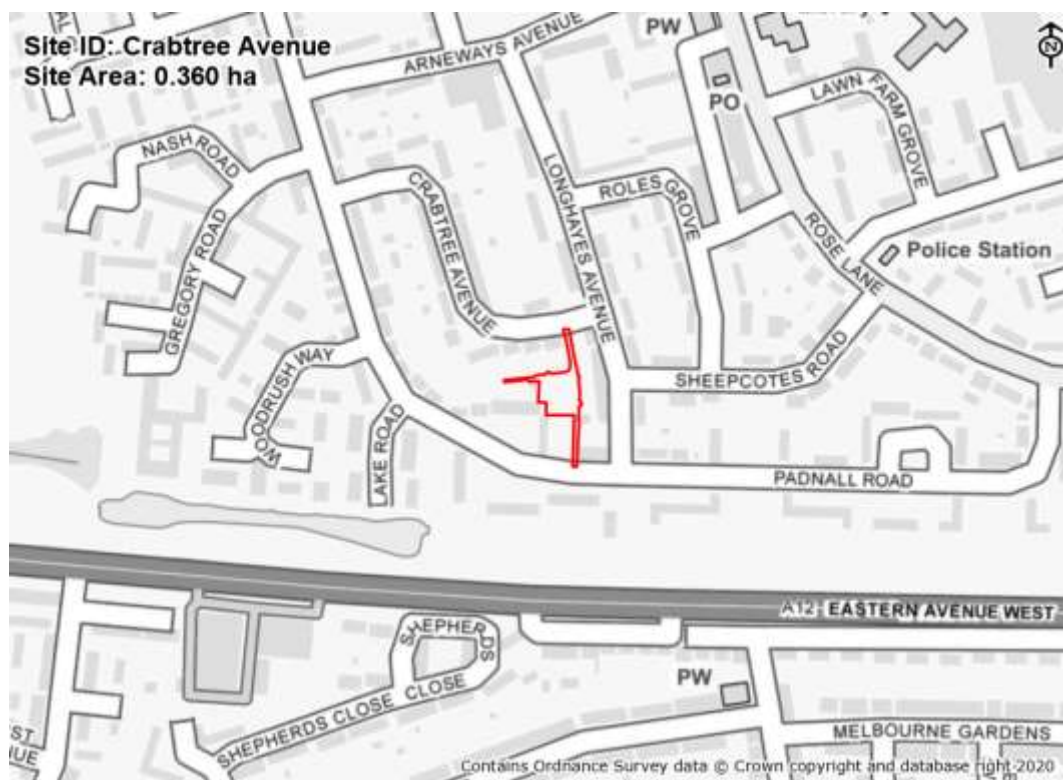 Site ID: Crabtree Avenue
Site Area: 0.360 ha
PW
N
ARNEWAYS AVENUE
PO
LAWN
FARM GROVE
NASH ROAD
LONGHAYES AVENUE
CRABTREE AVENUE
ROLES GROVE
GREGORY ROAD
ROSE LANE
Police Station
WOODRUSH WAY
SHEEPCOTES ROAD
LAKE ROAD
PADNALL ROAD
A12 EASTERN AVENUE WEST
SHEPHERDS
PW
SHEPHERDS CLOSE CLOSE
MELBOURNE GARDENS
Contains Ordnance Survey data © Crown copyright and database right 2020